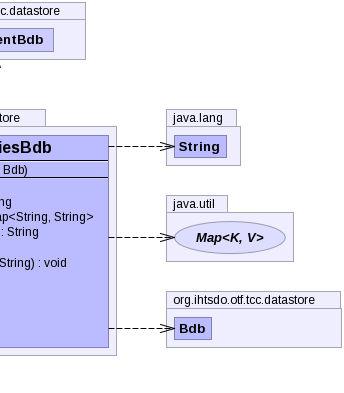 cc.datastore
entBdb
tore
iesBdb
Bdb)
ng
ap<String, String>
: String
String) : void
java.lang
String
java.util
Map<K, V>
org.ihtsdo.otf.tcc.datastore
Bdb